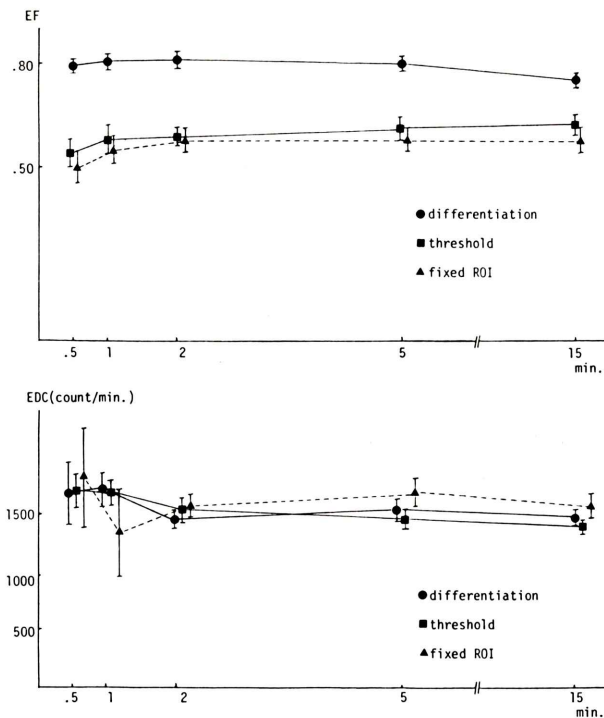 EF
.80
.50
differentiation
threshold
fixed ROI
.5 1 2 5 15
min.
EDC(count/min.)
1500
1000
500
differentiation
threshold
fixed ROI
.5 1 2 5 15
min.